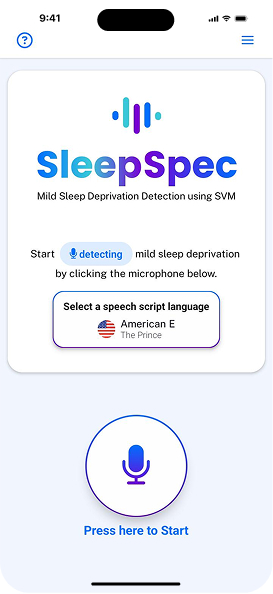 9:41
SleepSpec
Mild Sleep Deprivation Detection using SVM
Start detecting mild sleep deprivation
by clicking the microphone below.
Select a speech script language
American E
The Prince
Press here to Start